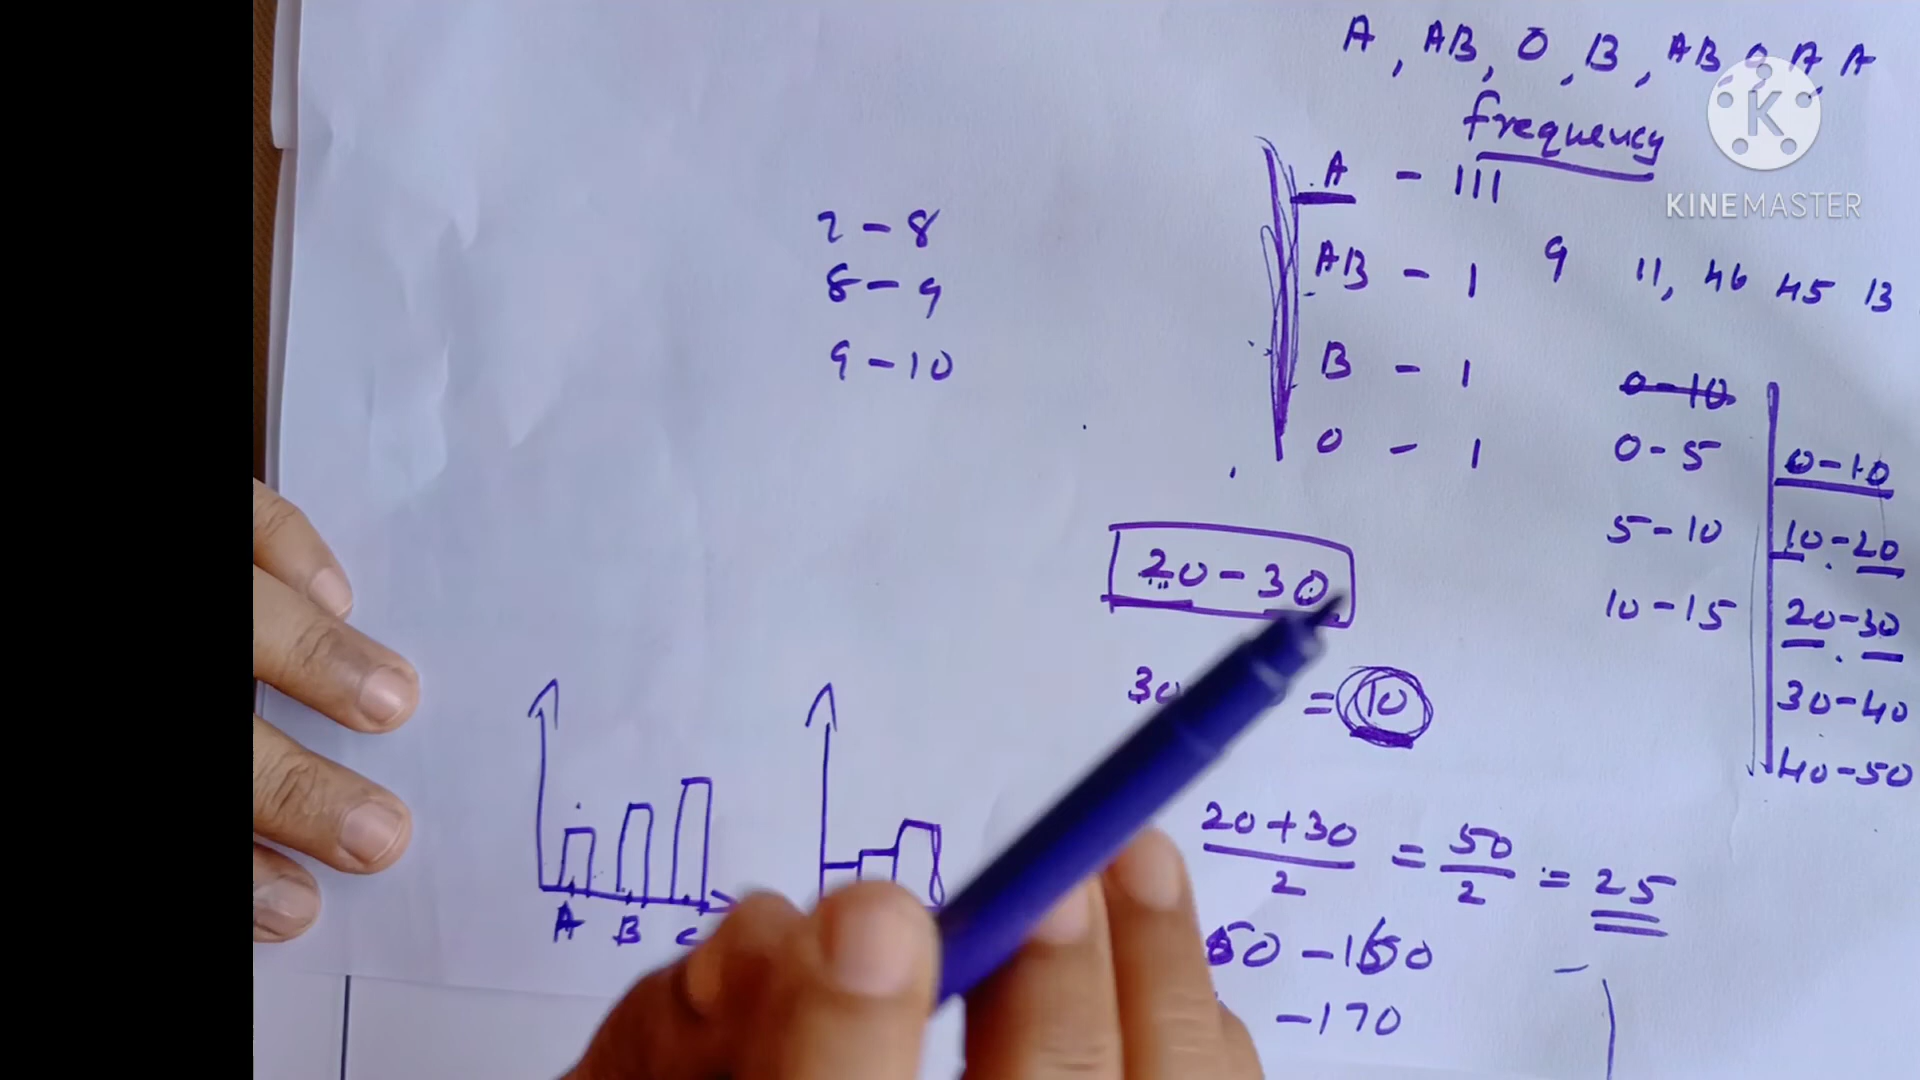 A, AB, O, B, AB, O, A, A
frequency
A - III
AB - 1
B - 1
O - 1
9 11, 46 45 13
2 - 8
8 - 9
9 - 10
0 - 10
0 - 5
5 - 10
10 - 15
0 - 10
10 - 20
20 - 30
30 - 40
40 - 50
20 - 30
30
= 10
20 + 30
2
= 50
2
= 25
- 170
A B C
K
KINEMASTER